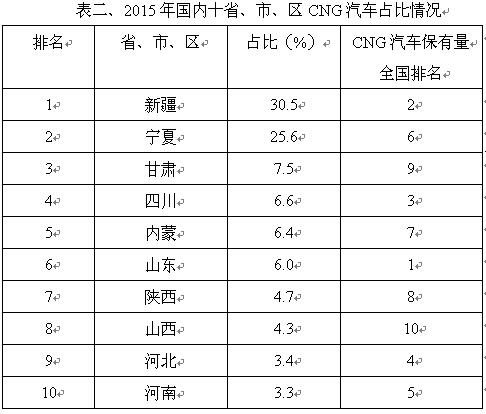 表二、2015年国内十省、市、区CNG汽车占比情况
排名 省、市、区 占比（%） CNG汽车保有量
全国排名
1 新疆 30.5 2
2 宁夏 25.6 6
3 甘肃 7.5 9
4 四川 6.6 3
5 内蒙 6.4 7
6 山东 6.0 1
7 陕西 4.7 8
8 山西 4.3 10
9 河北 3.4 4
10 河南 3.3 5